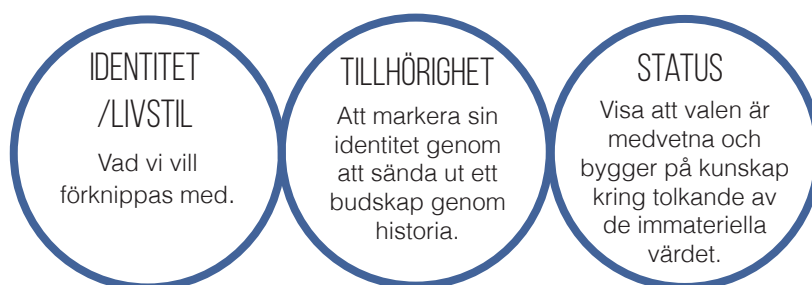 IDENTITET
/LIVSTIL
Vad vi vill
förknippas med.
TILLHÖRIGHET
Att markera sin
identitet genom
att sända ut ett
budskap genom
historia.
STATUS
Visa att valen är
medvetna och
bygger på kunskap
kring tolkande av
de immateriella
värdet.